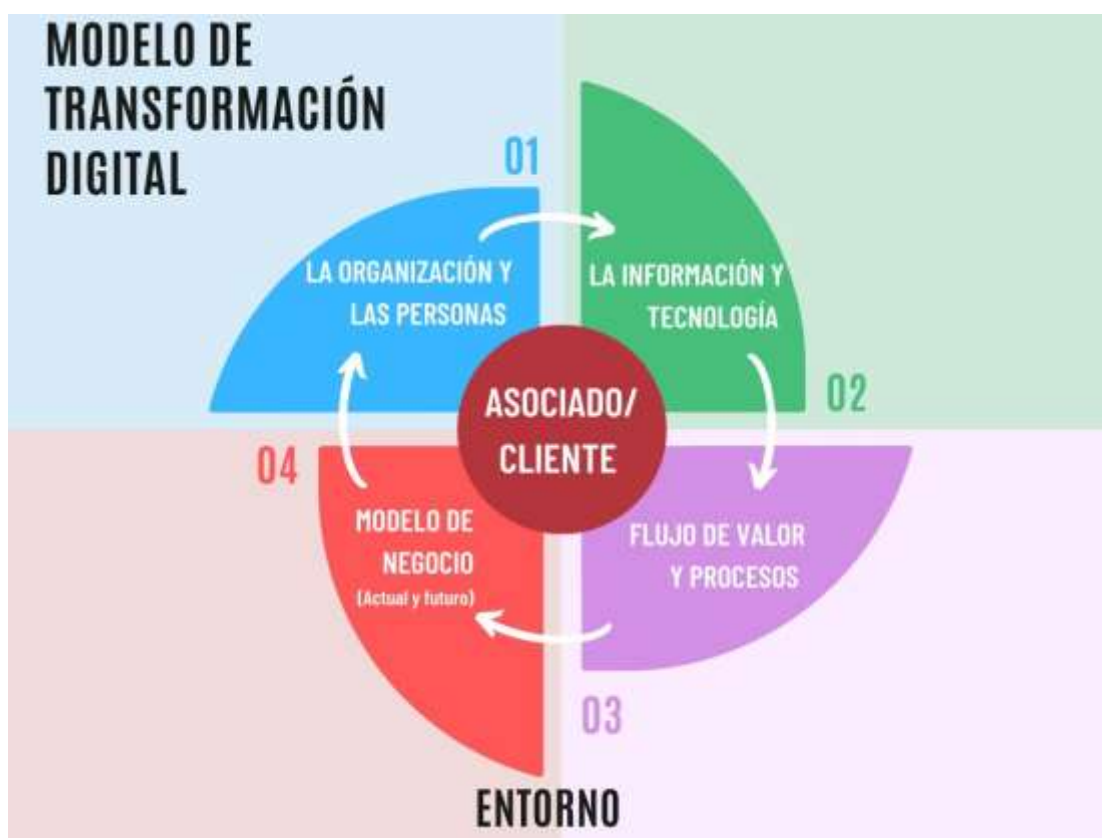 MODELO DE
TRANSFORMACIÓN
DIGITAL
01
LA ORGANIZACIÓN Y
LAS PERSONAS
LA INFORMACIÓN Y
TECNOLOGÍA
02
ASOCIADO/
CLIENTE
04
MODELO DE
NEGOCIO
(Actual y futuro)
FLUJO DE VALOR
Y PROCESOS
03
ENTORNO